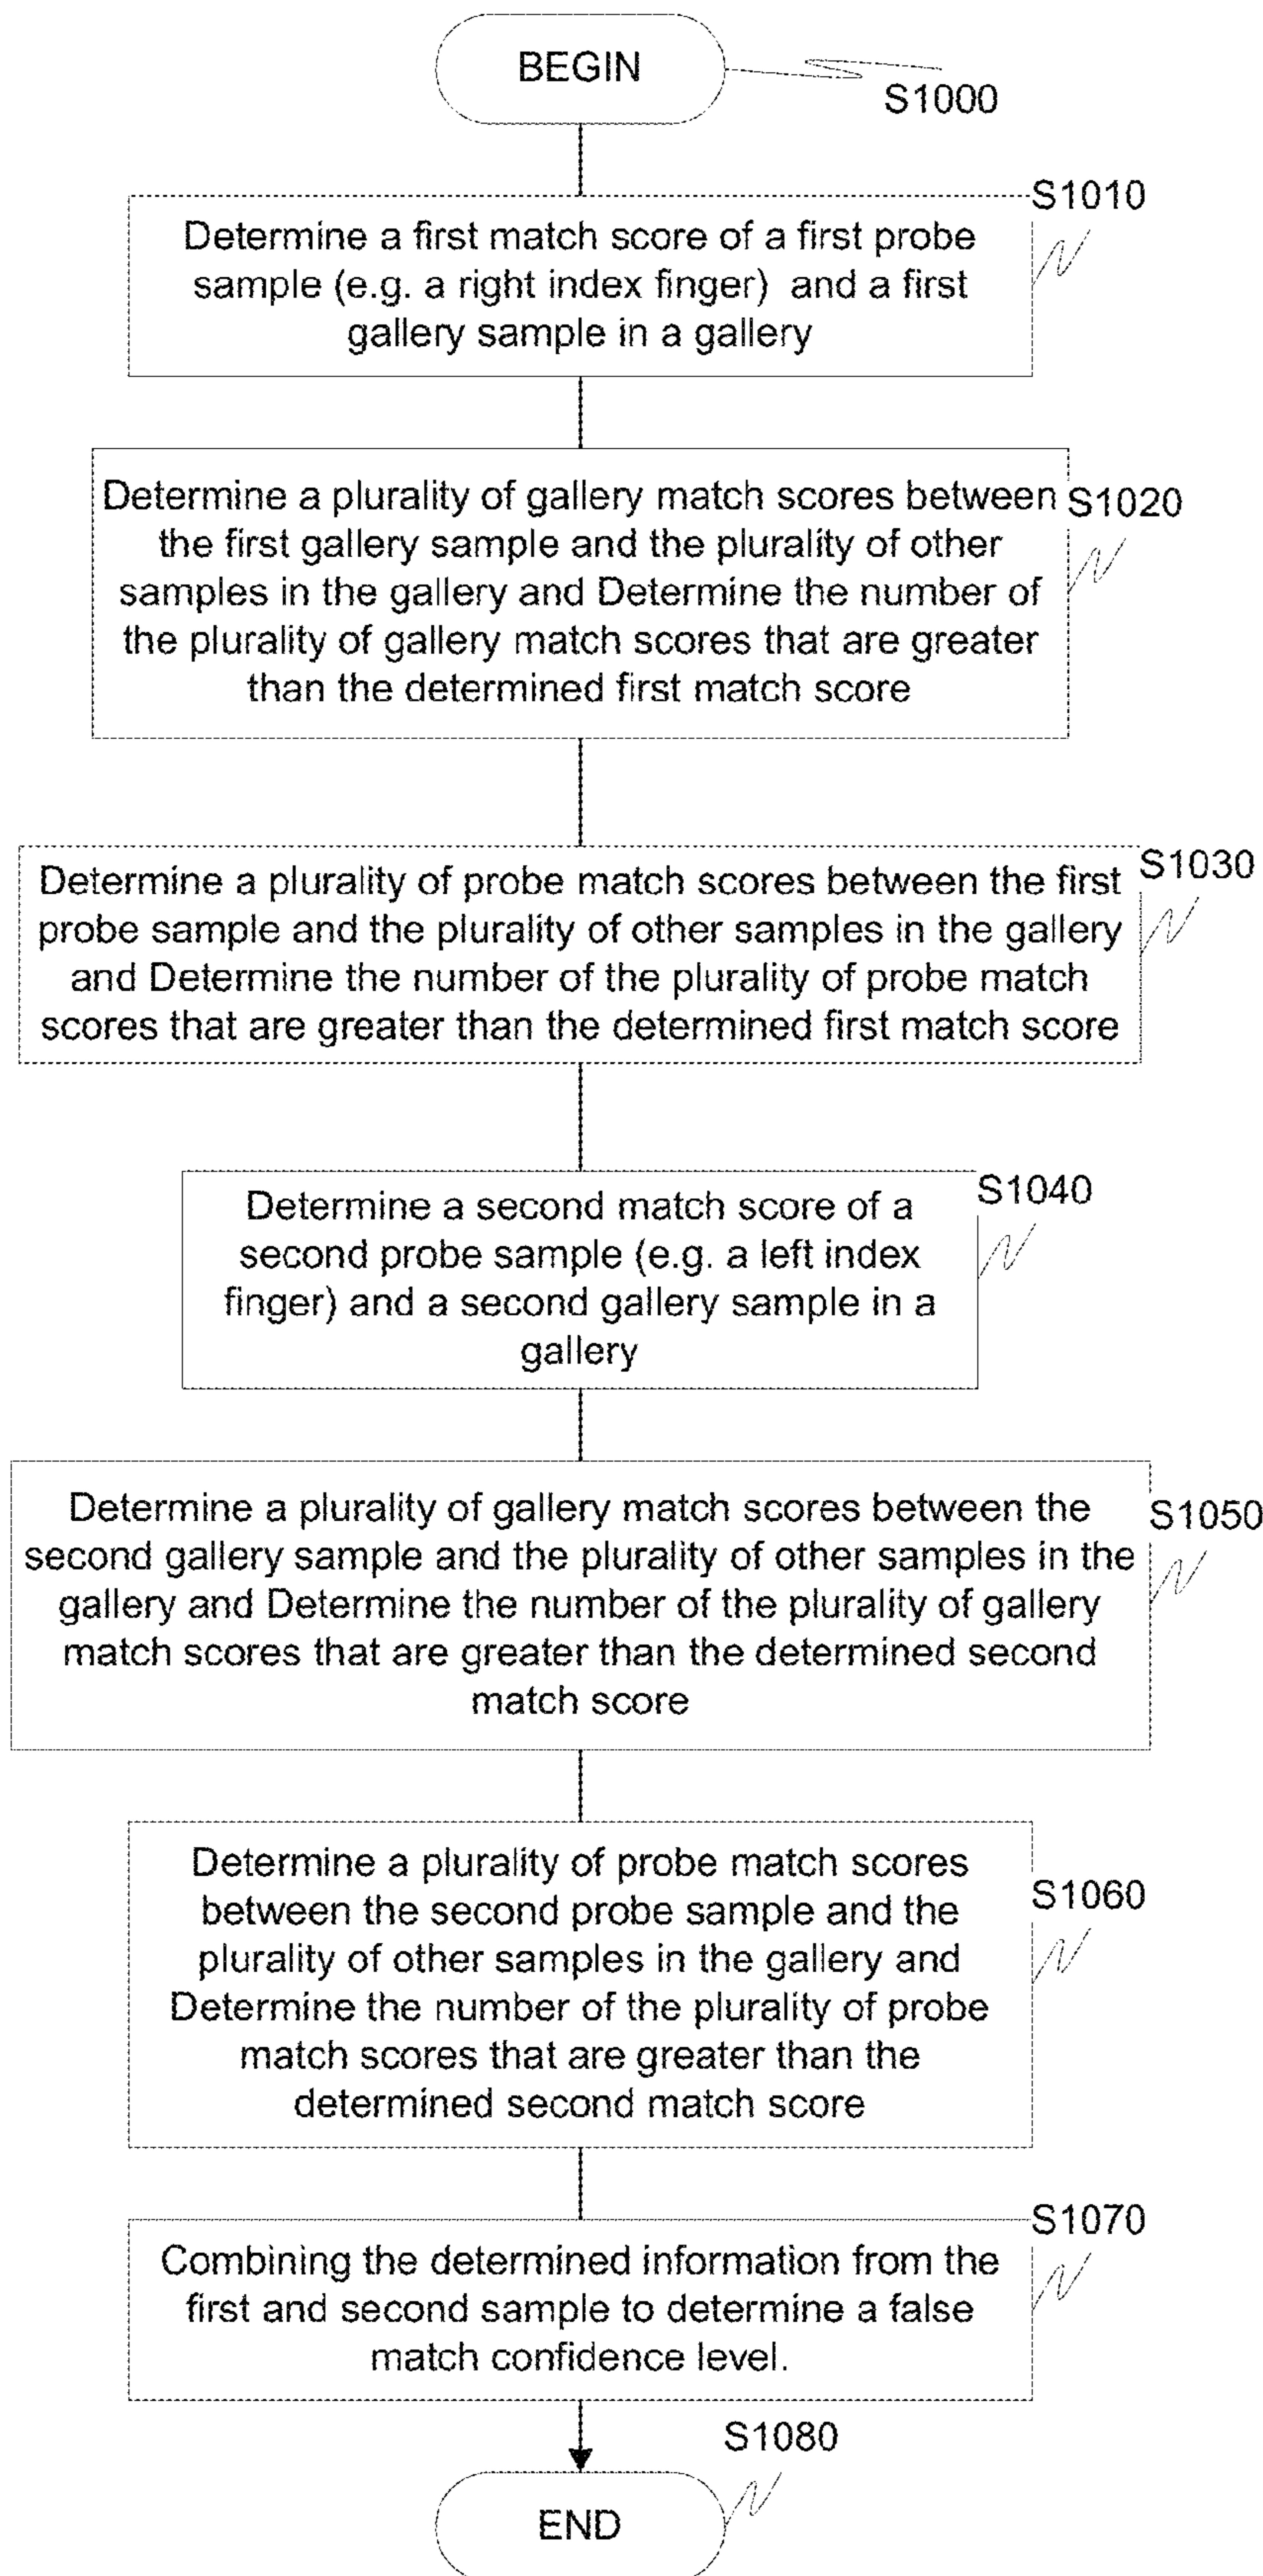 BEGIN
S1000
S1010
Determine a first match score of a first probe
sample (e.g. a right index finger) and a first
gallery sample in a gallery
Determine a plurality of gallery match scores between
S1020
the first gallery sample and the plurality of other
samples in the gallery and Determine the number of
the plurality of gallery match scores that are greater
than the determined first match score
S1030
Determine a plurality of probe match scores between the first
probe sample and the plurality of other samples in the gallery
and Determine the number of the plurality of probe match
scores that are greater than the determined first match score
S1040
Determine a second match score of a
second probe sample (e.g. a left index
finger) and a second gallery sample in a
gallery
Determine a plurality of gallery match scores between the
S1050
second gallery sample and the plurality of other samples in the
gallery and Determine the number of the plurality of gallery
match scores that are greater than the determined second
match score
Determine a plurality of probe match scores
S1060
between the second probe sample and the
plurality of other samples in the gallery and
Determine the number of the plurality of probe
match scores that are greater than the
determined second match score
S1070
Combining the determined information from the
first and second sample to determine a false
match confidence level.
S1080
END